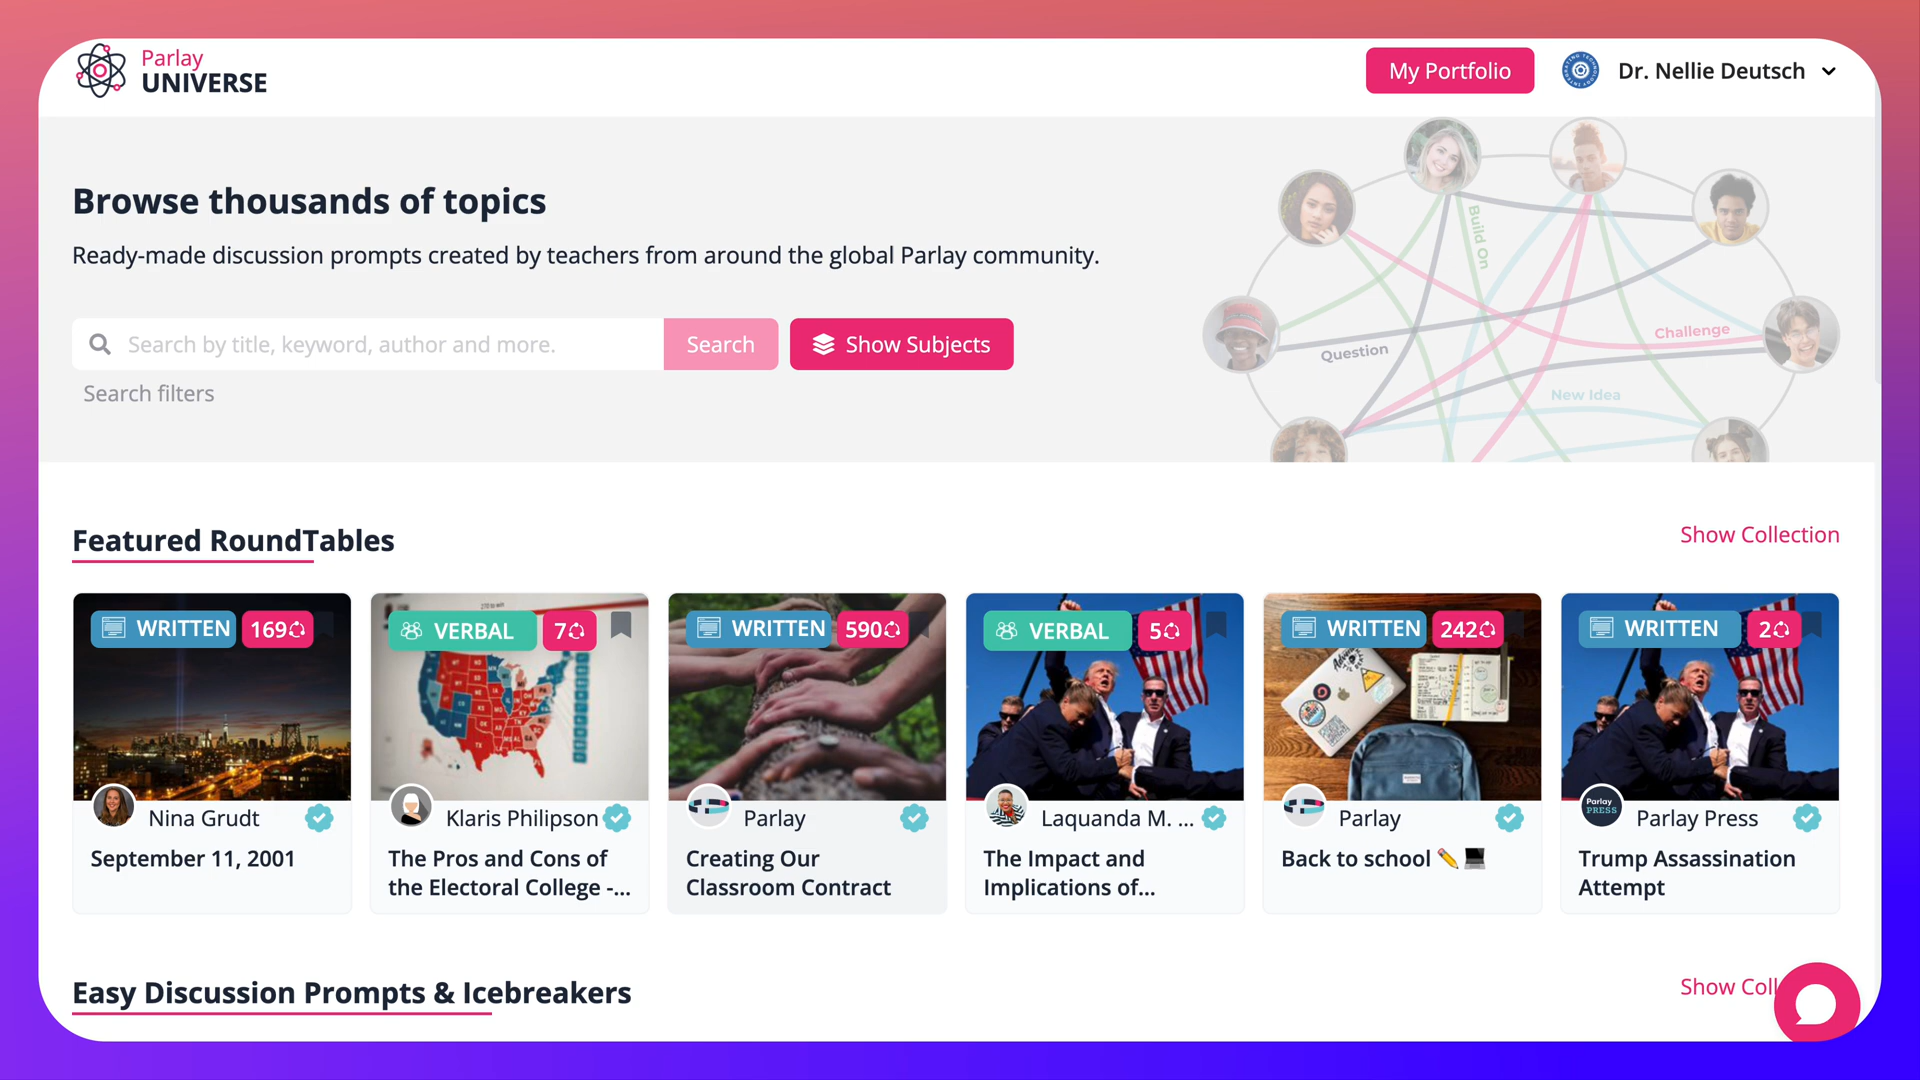 Parlay
UNIVERSE
My Portfolio
Dr. Nellie Deutsch
Browse thousands of topics
Ready-made discussion prompts created by teachers from around the global Parlay community.
Search by title, keyword, author and more.
Search
Show Subjects
Search filters
Build On
Question
Challenge
New Idea
Featured RoundTables
Show Collection
WRITTEN 169
Nina Grudt
September 11, 2001
VERBAL 7
Klaris Philipson
The Pros and Cons of
the Electoral College -...
WRITTEN 590
Parlay
Creating Our
Classroom Contract
VERBAL 5
Laquanda M. ...
The Impact and
Implications of...
WRITTEN 242
Parlay
Back to school ✏️ 💻
WRITTEN 2
Parlay
PRESS
Parlay Press
Trump Assassination
Attempt
Easy Discussion Prompts & Icebreakers
Show Coll